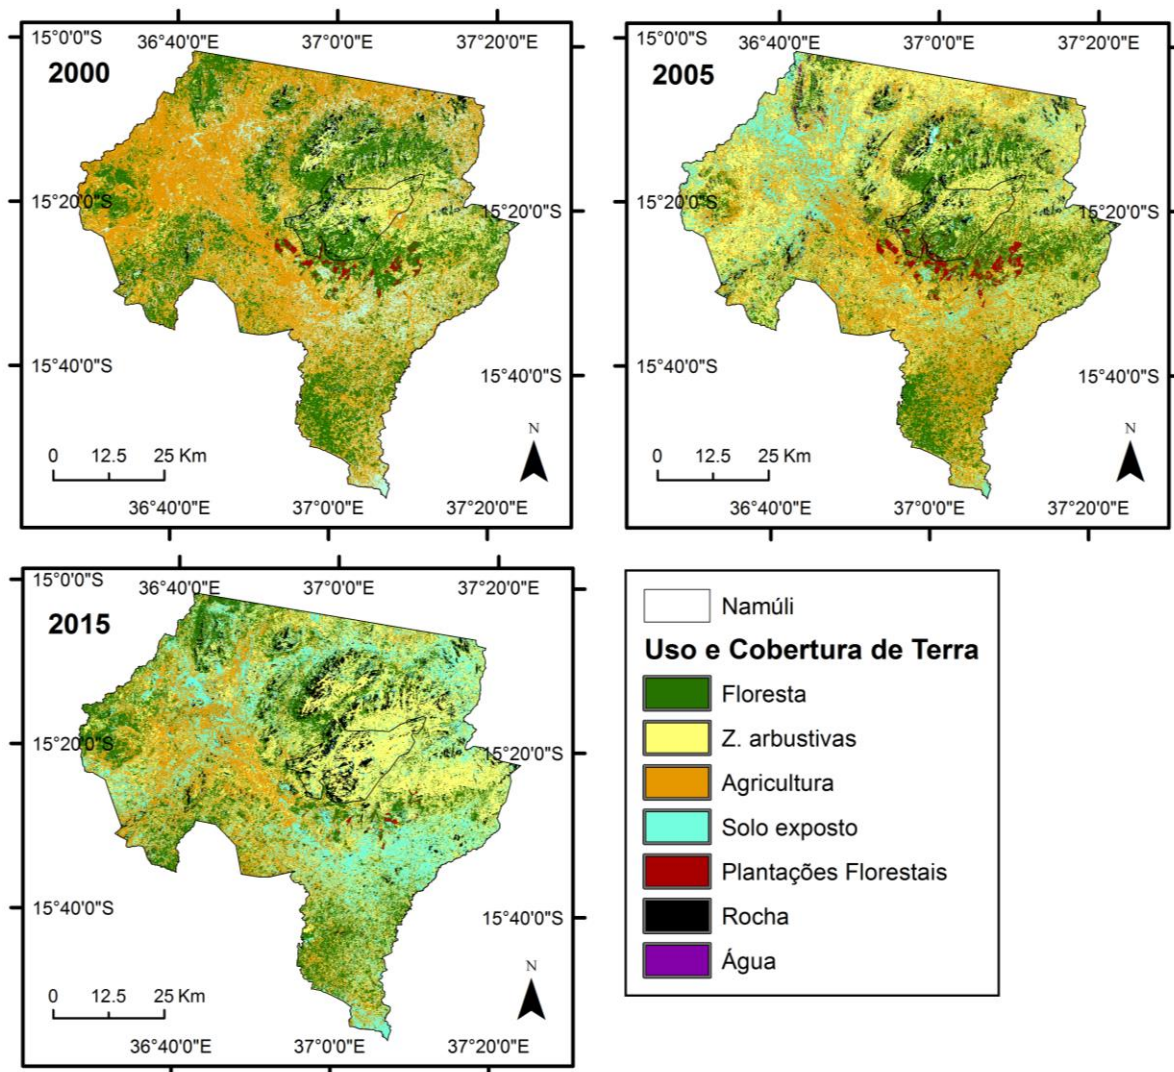 36°40'0"E 37°0'0"E 37°20'0"E
15°0'0"S
2000
15°20'0"S
15°20'0"S
15°40'0"S
15°40'0"S
0 12.5 25 Km
N
36°40'0"E 37°0'0"E 37°20'0"E
36°40'0"E 37°0'0"E 37°20'0"E
15°0'0"S
2005
15°20'0"S
15°20'0"S
15°40'0"S
15°40'0"S
0 12.5 25 Km
N
36°40'0"E 37°0'0"E 37°20'0"E
36°40'0"E 37°0'0"E 37°20'0"E
15°0'0"S
2015
15°20'0"S
15°20'0"S
15°40'0"S
15°40'0"S
0 12.5 25 Km
N
36°40'0"E 37°0'0"E 37°20'0"E
Namúli
Uso e Cobertura de Terra
Floresta
Z. arbustivas
Agricultura
Solo exposto
Plantações Florestais
Rocha
Água